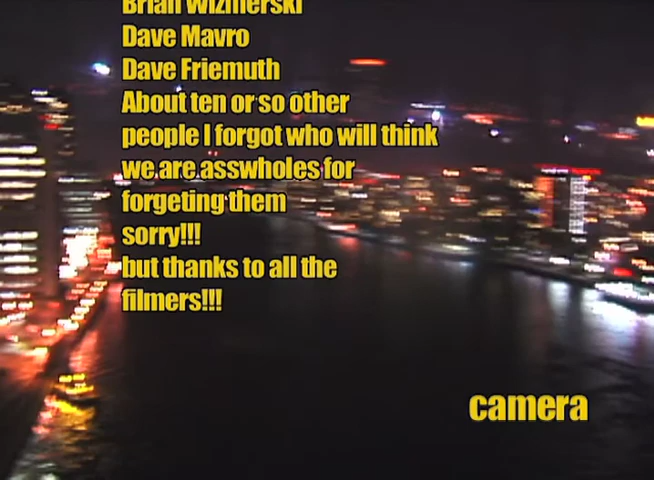 Brian Wizmerski
Dave Mavro
Dave Friemuth
About ten or so other
people I forgot who will think
we are asswholes for
forgeting them
sorry!!!
but thanks to all the
filmers!!!
camera